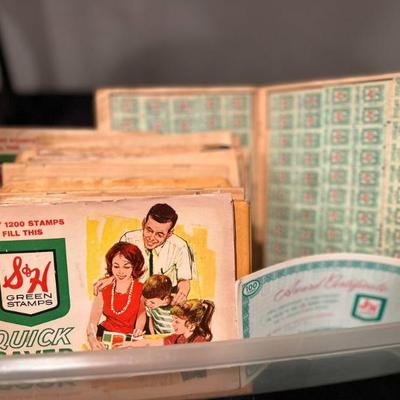 1200 STAMPS
FILL THIS
S&H
GREEN
STAMPS
QUICK
100
Award Certificate
S&H